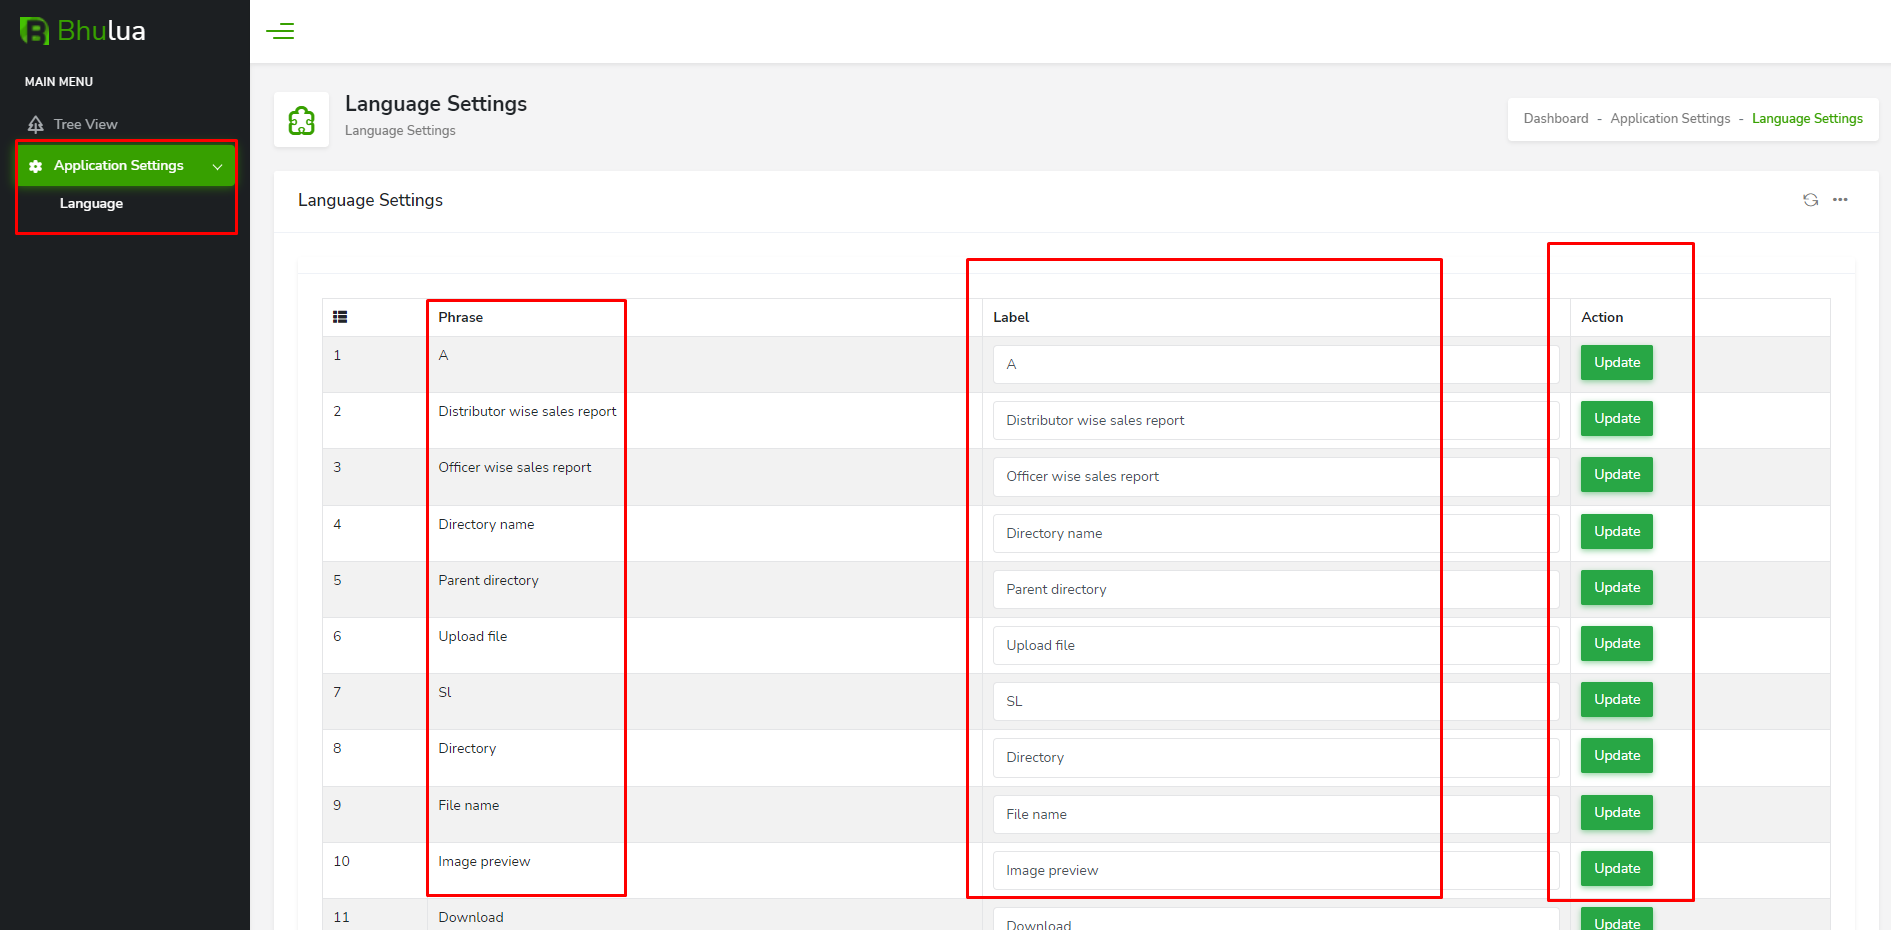 Bhulua
MAIN MENU
Tree View
Application Settings
Language
Language Settings
Language Settings
Dashboard - Application Settings - Language Settings
Language Settings
Phrase Label Action
1 A A Update
2 Distributor wise sales report Distributor wise sales report Update
3 Officer wise sales report Officer wise sales report Update
4 Directory name Directory name Update
5 Parent directory Parent directory Update
6 Upload file Upload file Update
7 Sl SL Update
8 Directory Directory Update
9 File name File name Update
10 Image preview Image preview Update
11 Download Download Update